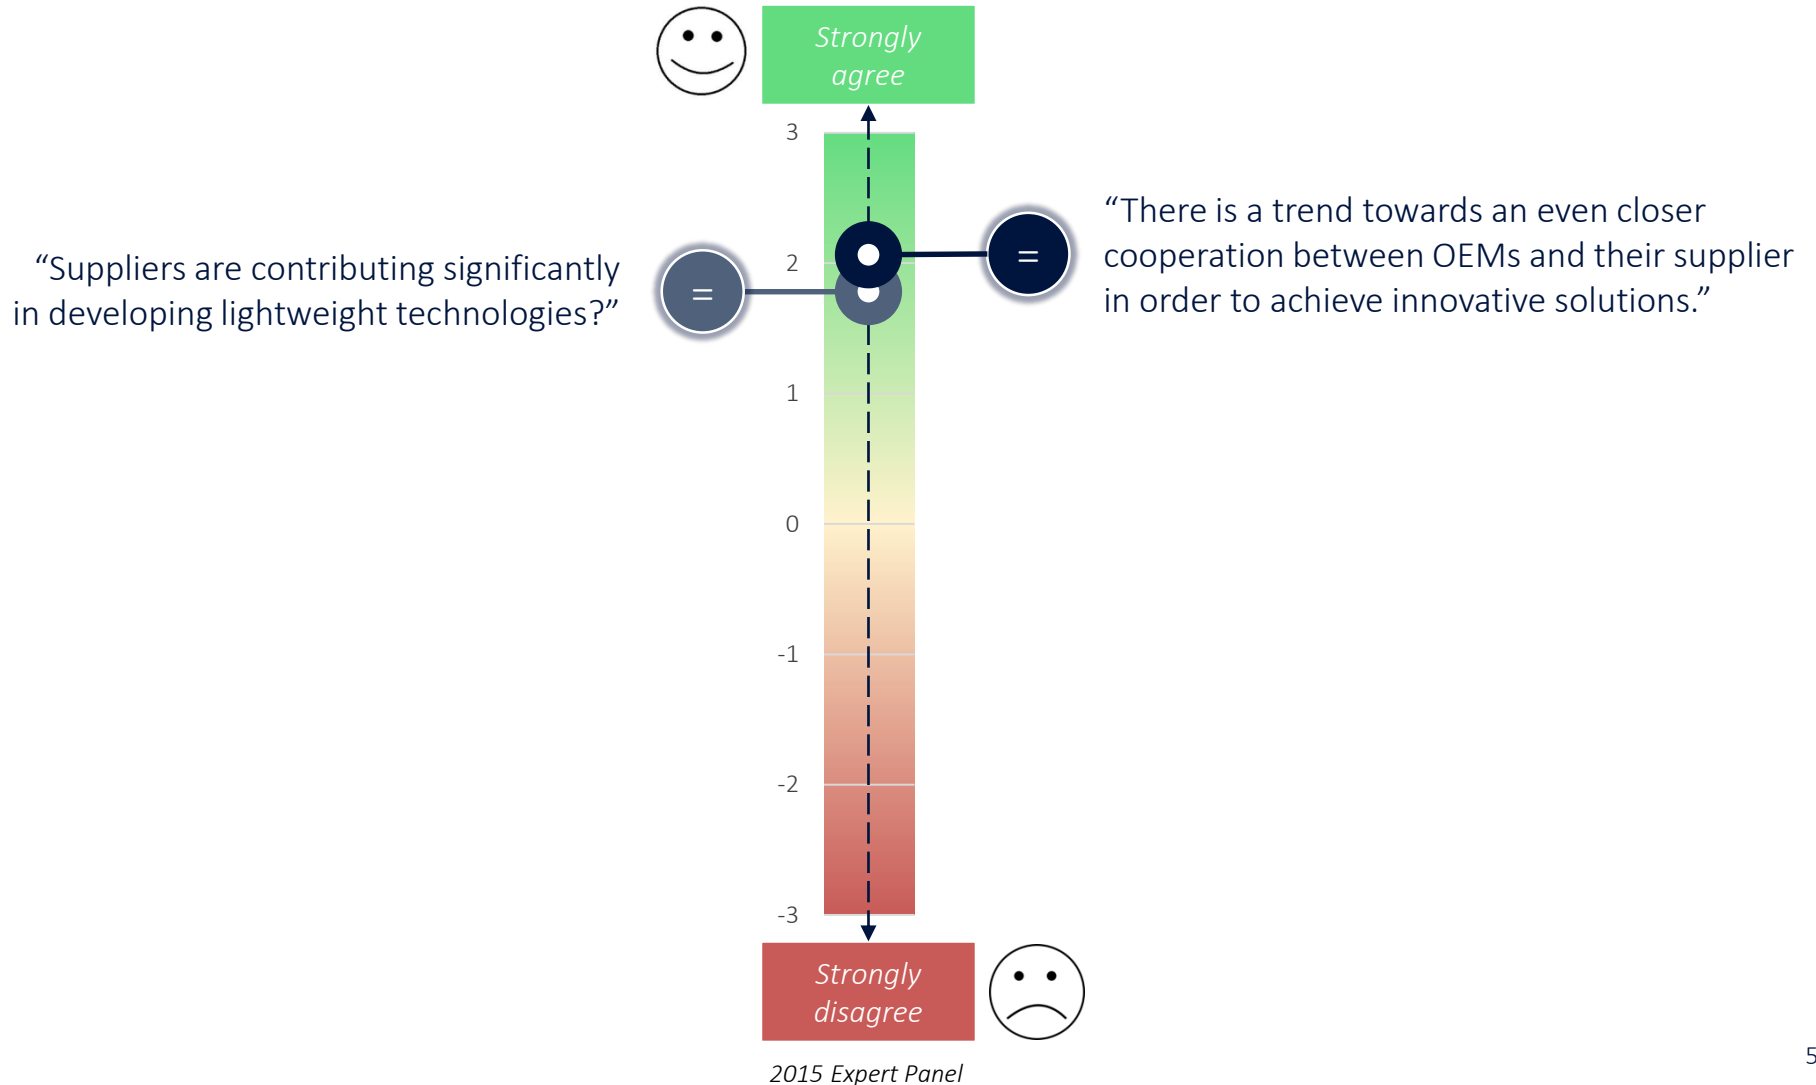 Strongly
agree
3
“There is a trend towards an even closer
cooperation between OEMs and their supplier
in order to achieve innovative solutions.”
“Suppliers are contributing significantly
in developing lightweight technologies?”
=
=
2
1
0
-1
-2
-3
Strongly
disagree
2015 Expert Panel
5